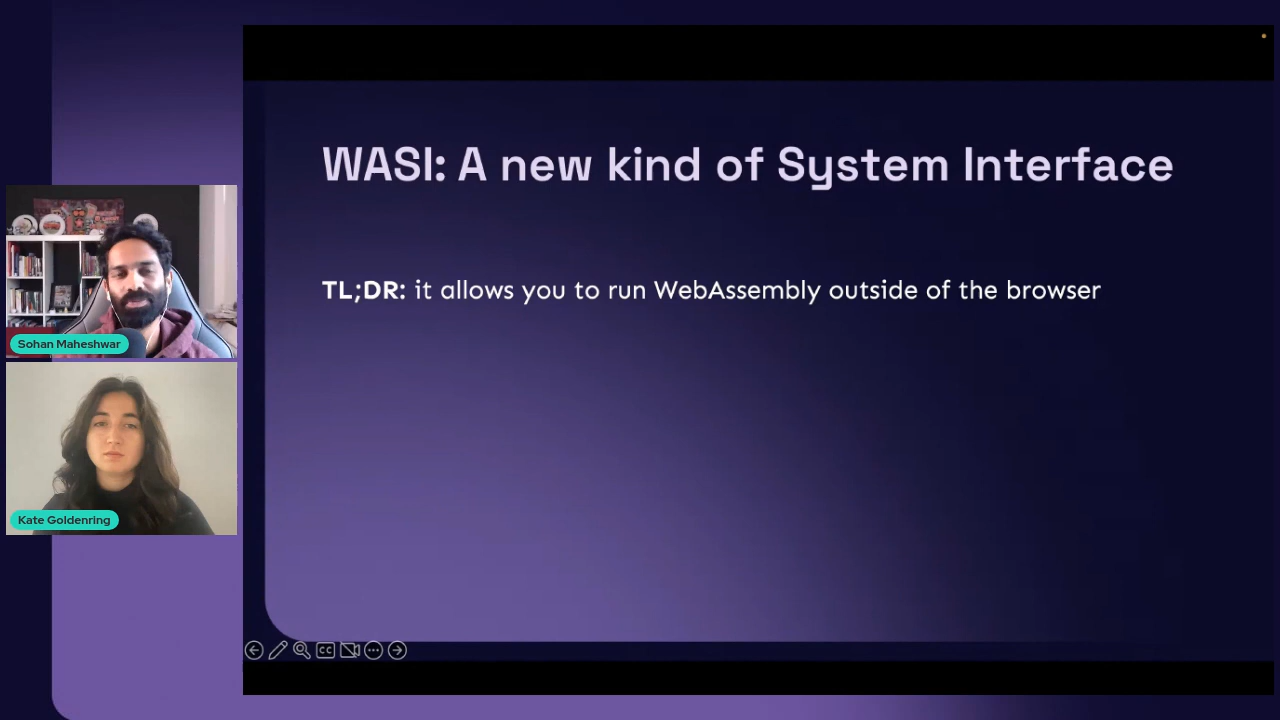 WASI: A new kind of System Interface
TL;DR: it allows you to run WebAssembly outside of the browser
Sohan Maheshwar
Kate Goldenring
CC